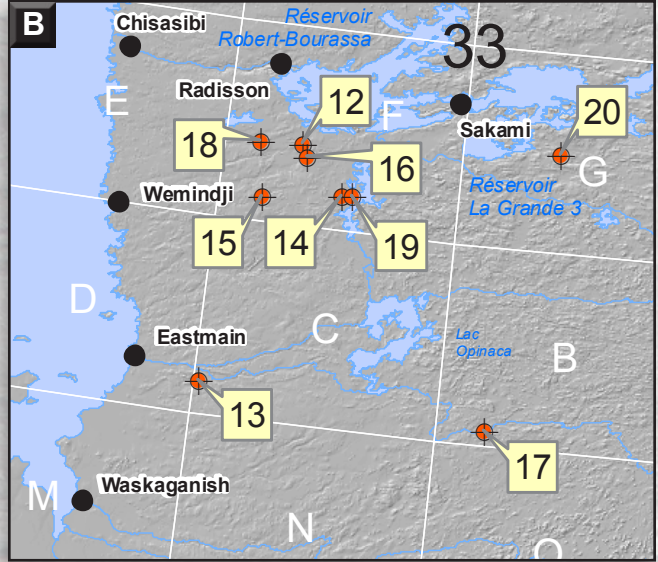 B
Chisasibi
Réservoir
Robert-Bourassa
33
E
Radisson
12
F
Sakami
20
18
16
G
Wemindji
Réservoir
La Grande 3
15
14
19
D
Eastmain
C
Lac
Opinaca
B
13
17
M
Waskaganish
N
O